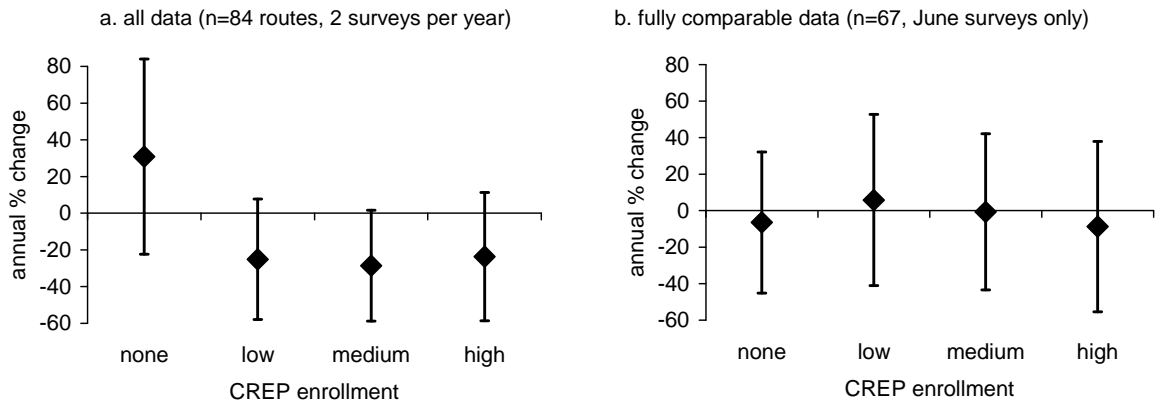 a. all data (n=84 routes, 2 surveys per year)
annual % change
80
60
40
20
0
-20
-40
-60
none low medium high
CREP enrollment
b. fully comparable data (n=67, June surveys only)
annual % change
80
60
40
20
0
-20
-40
-60
none low medium high
CREP enrollment